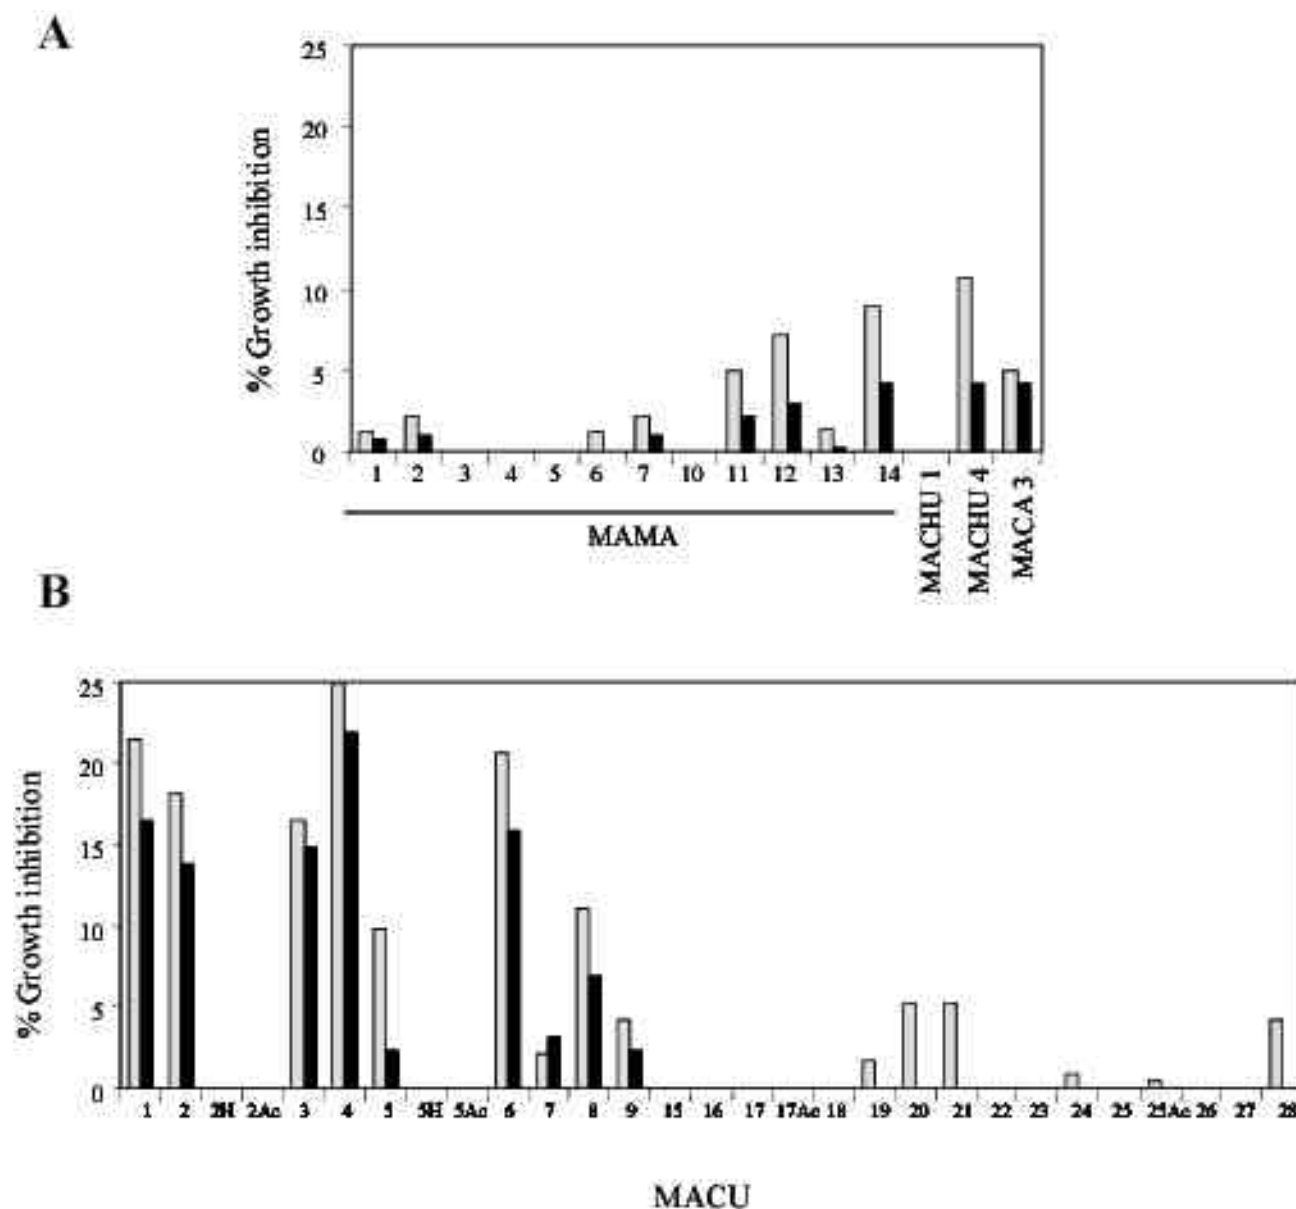 A
25
20
15
10
5
0
% Growth inhibition
1 2 3 4 5 6 7 10 11 12 13 14
MACHU 1
MACHU 4
MACA 3
MAMA
B
25
20
15
10
5
0
% Growth inhibition
1 2 2H 2Ac 3 4 5 5H 5Ac 6 7 8 9 15 16 17 17Ac 18 19 20 21 22 23 24 25 25Ac 26 27 28
MACU